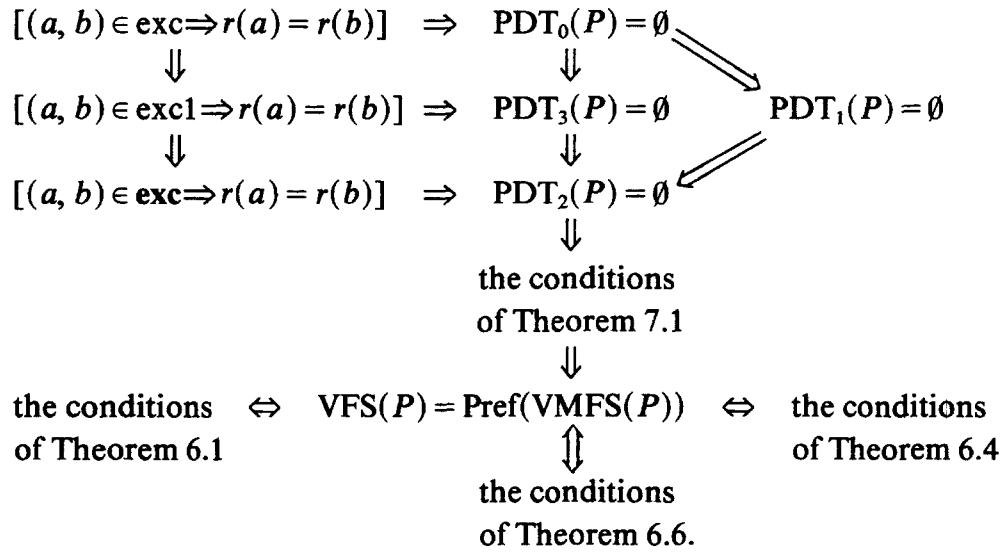 [(a, b) ∈ exc ⇒ r(a) = r(b)] ⇒ PDT₀(P) = ∅
⇓ ⇓ ⇘
[(a, b) ∈ exc1 ⇒ r(a) = r(b)] ⇒ PDT₃(P) = ∅ PDT₁(P) = ∅
⇓ ⇓ ⇙
[(a, b) ∈ exc ⇒ r(a) = r(b)] ⇒ PDT₂(P) = ∅
⇓
the conditions
of Theorem 7.1
⇓
the conditions ⇔ VFS(P) = Pref(VMFS(P)) ⇔ the conditions
of Theorem 6.1 ⇕ of Theorem 6.4
the conditions
of Theorem 6.6.